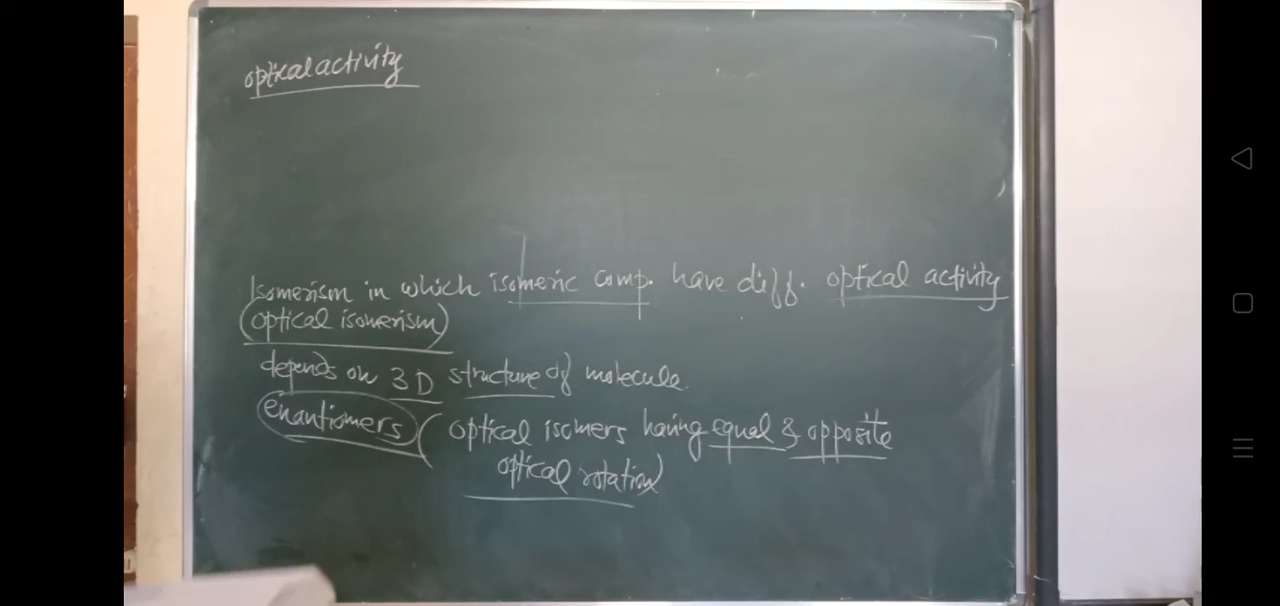 optical activity
Isomerism in which isomeric comp. have diff. optical activity
(optical isomerism)
depends on 3D structure of molecule.
enantiomers (optical isomers having equal & opposite
optical rotation)